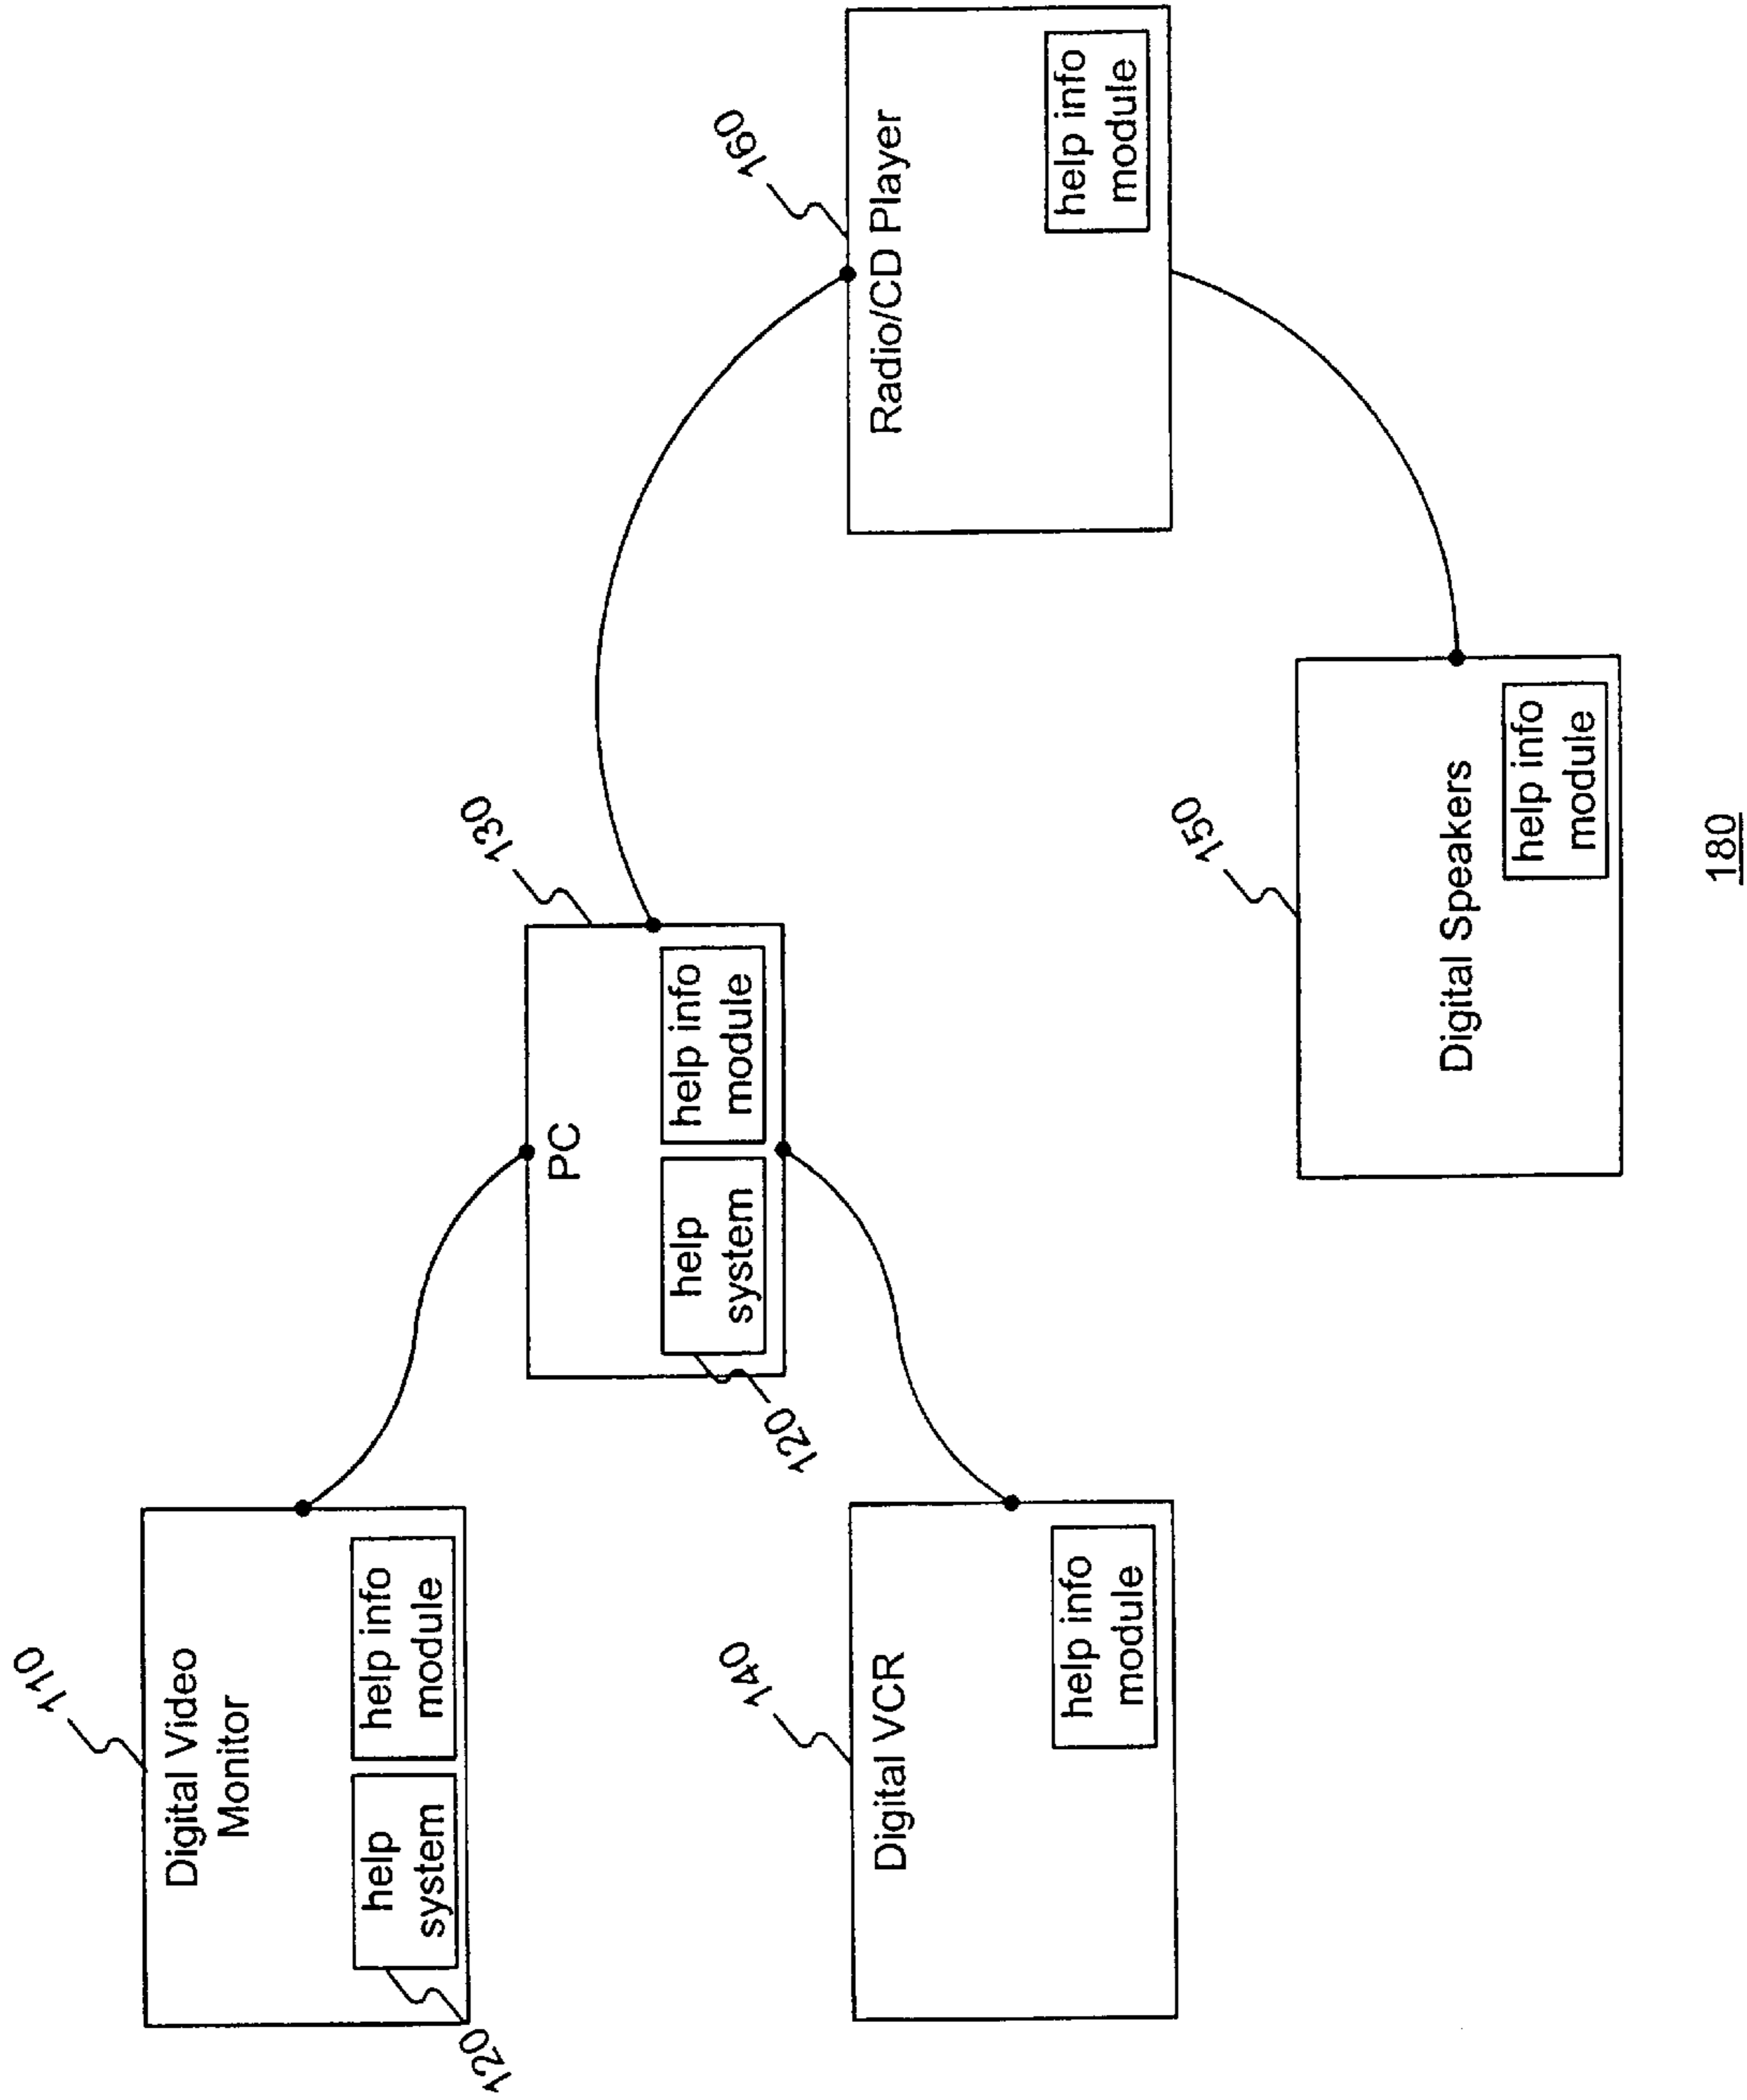 110
Digital Video
Monitor
help
system
help info
module
120
130
PC
help
system
help info
module
120
160
Radio/CD Player
help info
module
140
Digital VCR
help info
module
150
Digital Speakers
help info
module
180